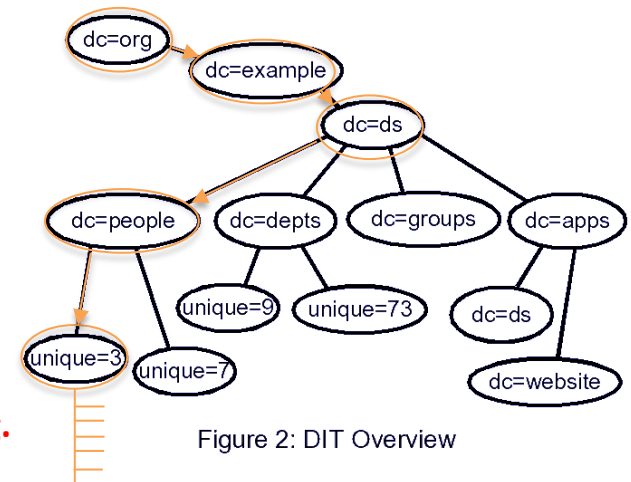 dc=org
dc=example
dc=ds
dc=people
dc=depts
dc=groups
dc=apps
unique=9
unique=73
dc=ds
unique=3
unique=7
dc=website
Figure 2: DIT Overview